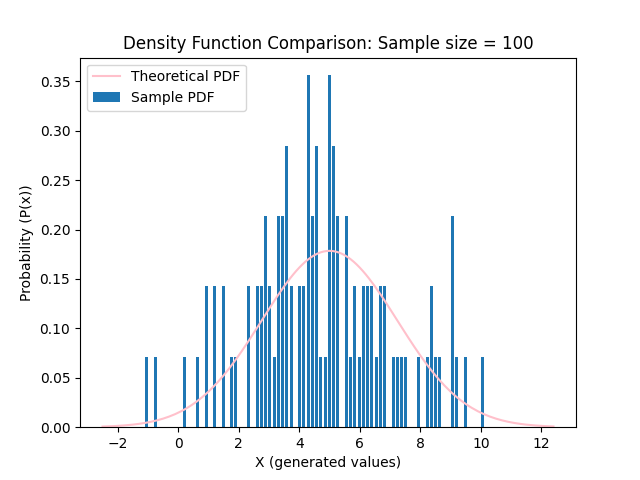 Density Function Comparison: Sample size = 100
Theoretical PDF
Sample PDF
Probability (P(x))
0.35
0.30
0.25
0.20
0.15
0.10
0.05
0.00
−2 0 2 4 6 8 10 12
X (generated values)